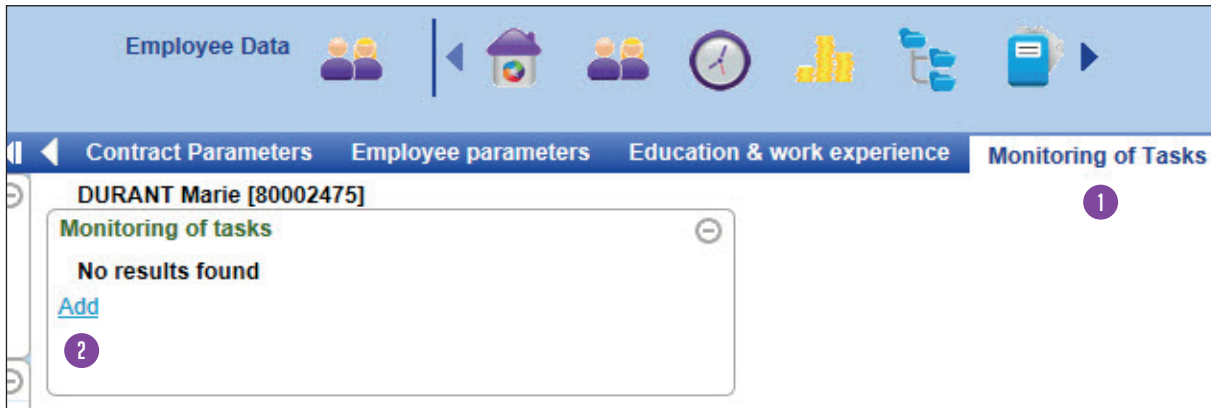 Employee Data
Contract Parameters Employee parameters Education & work experience Monitoring of Tasks
1
DURANT Marie [80002475]
Monitoring of tasks
No results found
Add
2